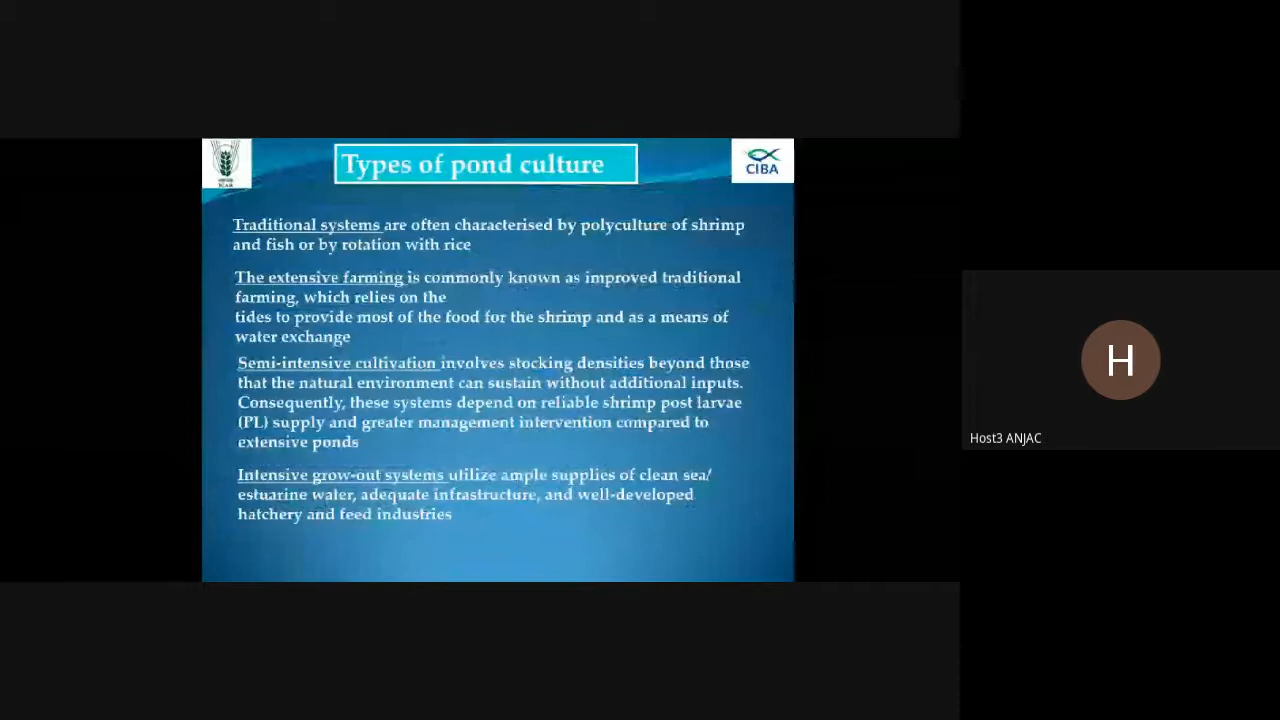 Types of pond culture
CIBA
ICAR
Traditional systems are often characterised by polyculture of shrimp
and fish or by rotation with rice
The extensive farming is commonly known as improved traditional
farming, which relies on the
tides to provide most of the food for the shrimp and as a means of
water exchange
Semi-intensive cultivation involves stocking densities beyond those
that the natural environment can sustain without additional inputs.
Consequently, these systems depend on reliable shrimp post larvae
(PL) supply and greater management intervention compared to
extensive ponds
Intensive grow-out systems utilize ample supplies of clean sea/
estuarine water, adequate infrastructure, and well-developed
hatchery and feed industries
H
Host3 ANJAC